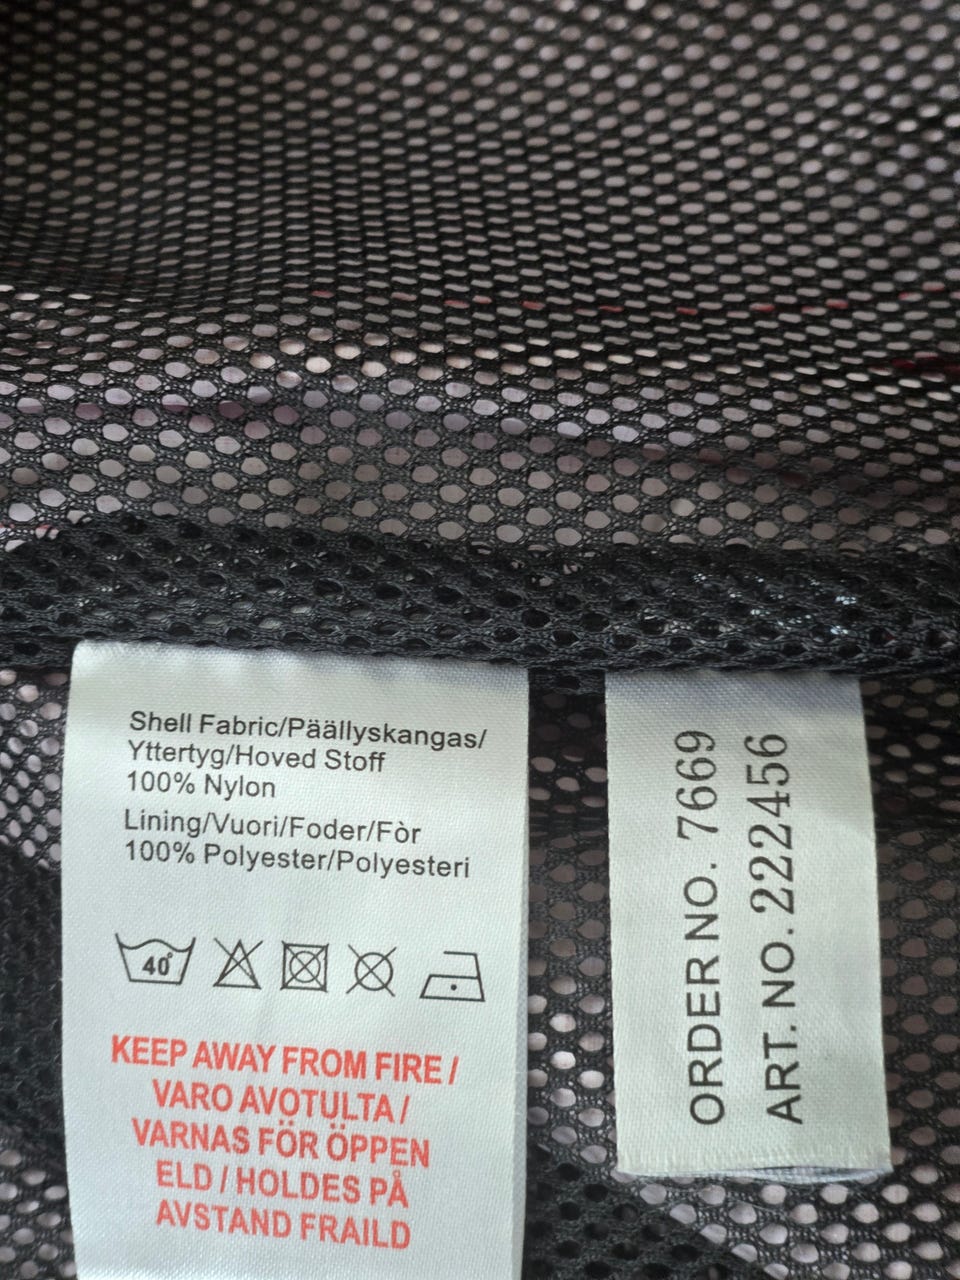 Shell Fabric/Päällyskangas/
Yttertyg/Hoved Stoff
100% Nylon
Lining/Vuori/Foder/Fòr
100% Polyester/Polyesteri
40°
KEEP AWAY FROM FIRE /
VARO AVOTULTA /
VARNAS FÖR ÖPPEN
ELD / HOLDES PÅ
AVSTAND FRAILD
ORDER NO. 7669
ART. NO. 222456